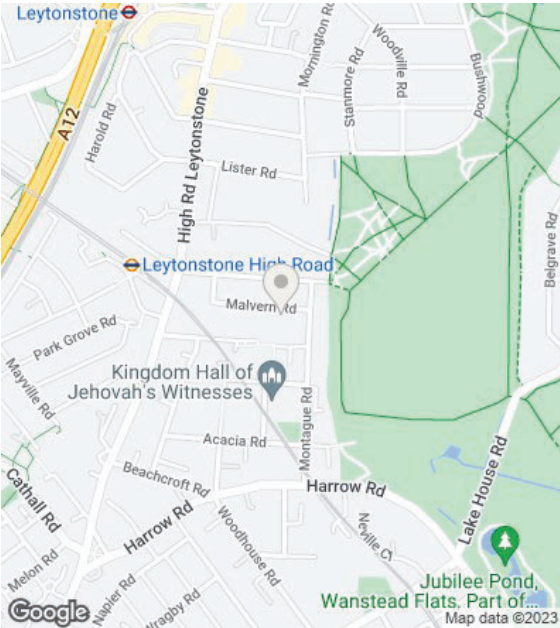 Leytonstone
A12
Harold Rd
High Rd Leytonstone
Mornington Rd
Stanmore Rd
Woodville Rd
Bushwood
Lister Rd
Belgrave Rd
Leytonstone High Road
Malvern Rd
Park Grove Rd
Mayville Rd
Kingdom Hall of
Jehovah's Witnesses
Montague Rd
Acacia Rd
Cathall Rd
Beachcroft Rd
Harrow Rd
Harrow Rd
Lake House Rd
Woodhouse Rd
Neville Cl
Melon Rd
Napier Rd
Wragby Rd
Jubilee Pond,
Wanstead Flats. Part of...
Google
Map data ©2023